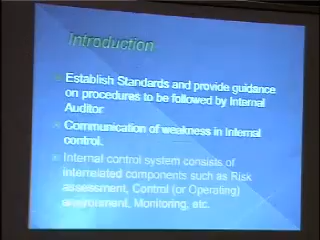 Introduction
Establish Standards and provide guidance
on procedures to be followed by Internal
Auditor
Communication of weakness in Internal
control.
Internal control system consists of
interrelated components such as Risk
assessment, Control (or Operating)
environment, Monitoring, etc.